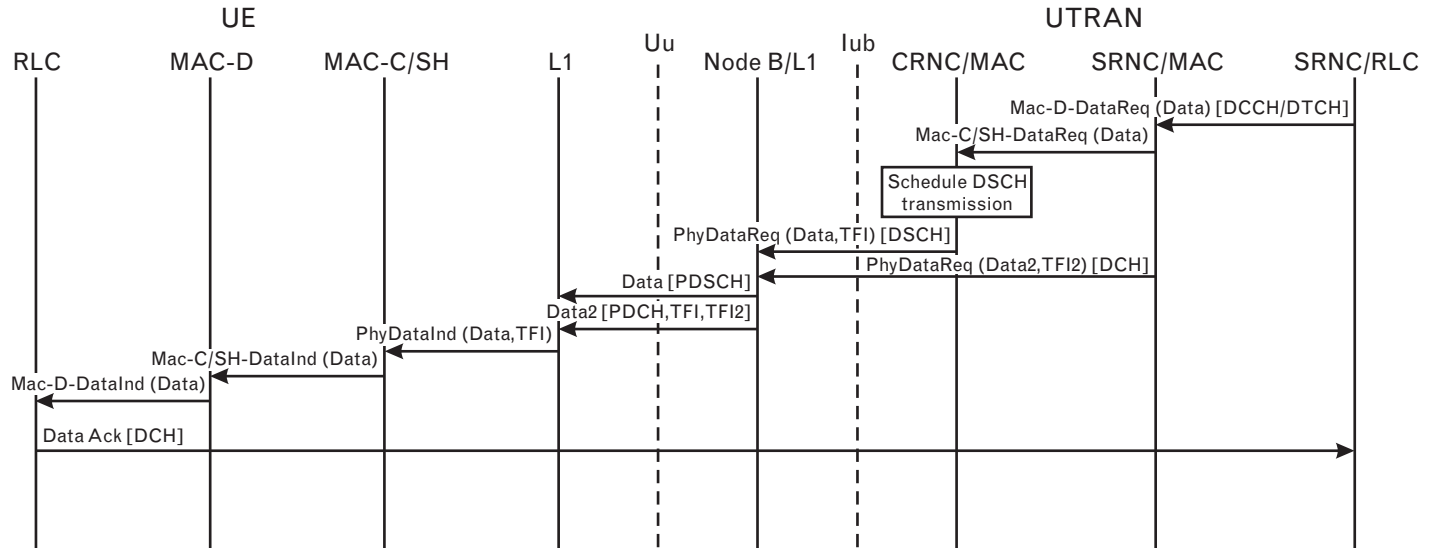 UE
UTRAN
RLC
MAC-D
MAC-C/SH
L1
Uu
Node B/L1
Iub
CRNC/MAC
SRNC/MAC
SRNC/RLC
Mac-D-DataReq (Data) [DCCH/DTCH]
Mac-C/SH-DataReq (Data)
Schedule DSCH
transmission
PhyDataReq (Data,TFI) [DSCH]
PhyDataReq (Data2,TFI2) [DCH]
Data [PDSCH]
Data2 [PDCH,TFI,TFI2]
PhyDataInd (Data,TFI)
Mac-C/SH-DataInd (Data)
Mac-D-DataInd (Data)
Data Ack [DCH]